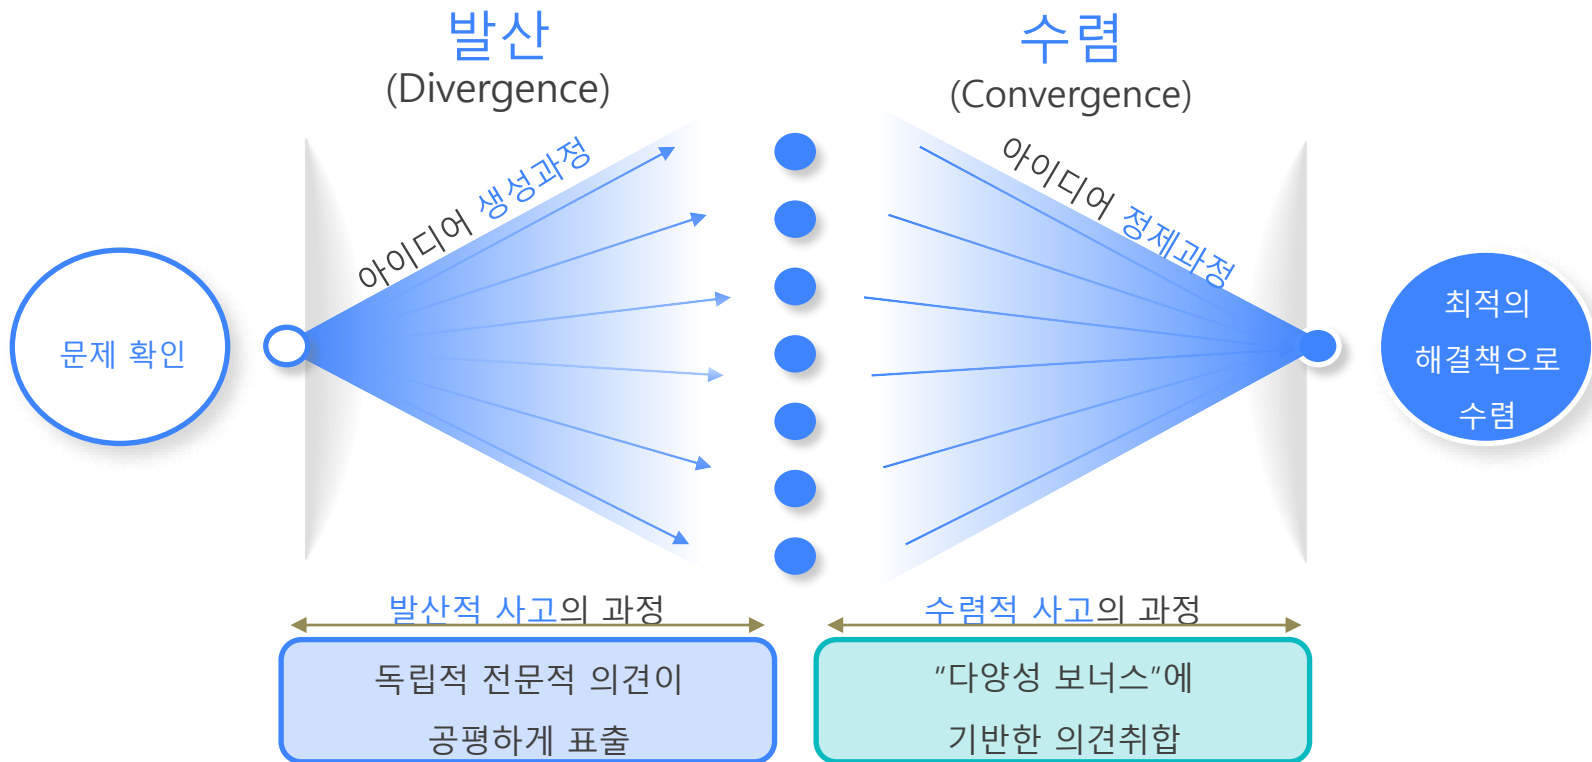 발산
(Divergence)
수렴
(Convergence)
아이디어 생성과정
아이디어 정제과정
문제 확인
최적의
해결책으로
수렴
발산적 사고의 과정
수렴적 사고의 과정
독립적 전문적 의견이
공평하게 표출
"다양성 보너스"에
기반한 의견취합